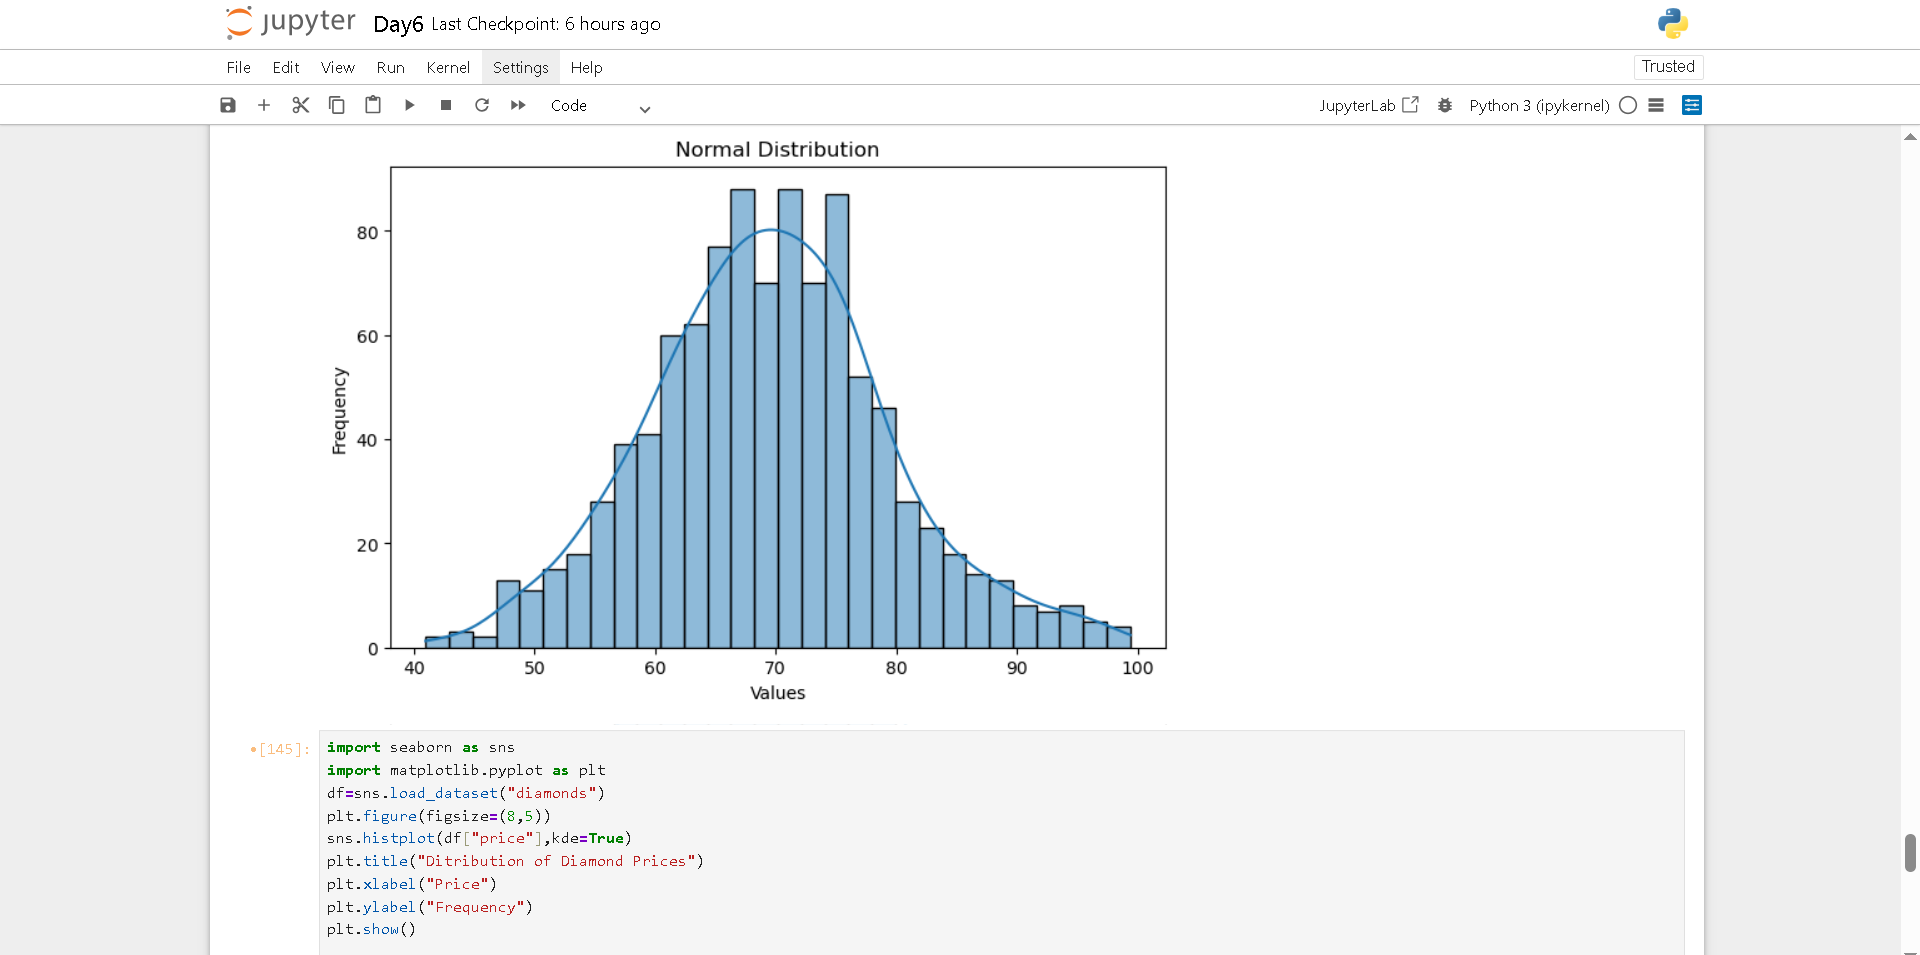 jupyter Day6 Last Checkpoint: 6 hours ago
File Edit View Run Kernel Settings Help Trusted
Code JupyterLab Python 3 (ipykernel)
Normal Distribution
80
60
40
20
0
Frequency
40 50 60 70 80 90 100
Values
•[145]:
import seaborn as sns
import matplotlib.pyplot as plt
df=sns.load_dataset("diamonds")
plt.figure(figsize=(8,5))
sns.histplot(df["price"],kde=True)
plt.title("Ditribution of Diamond Prices")
plt.xlabel("Price")
plt.ylabel("Frequency")
plt.show()